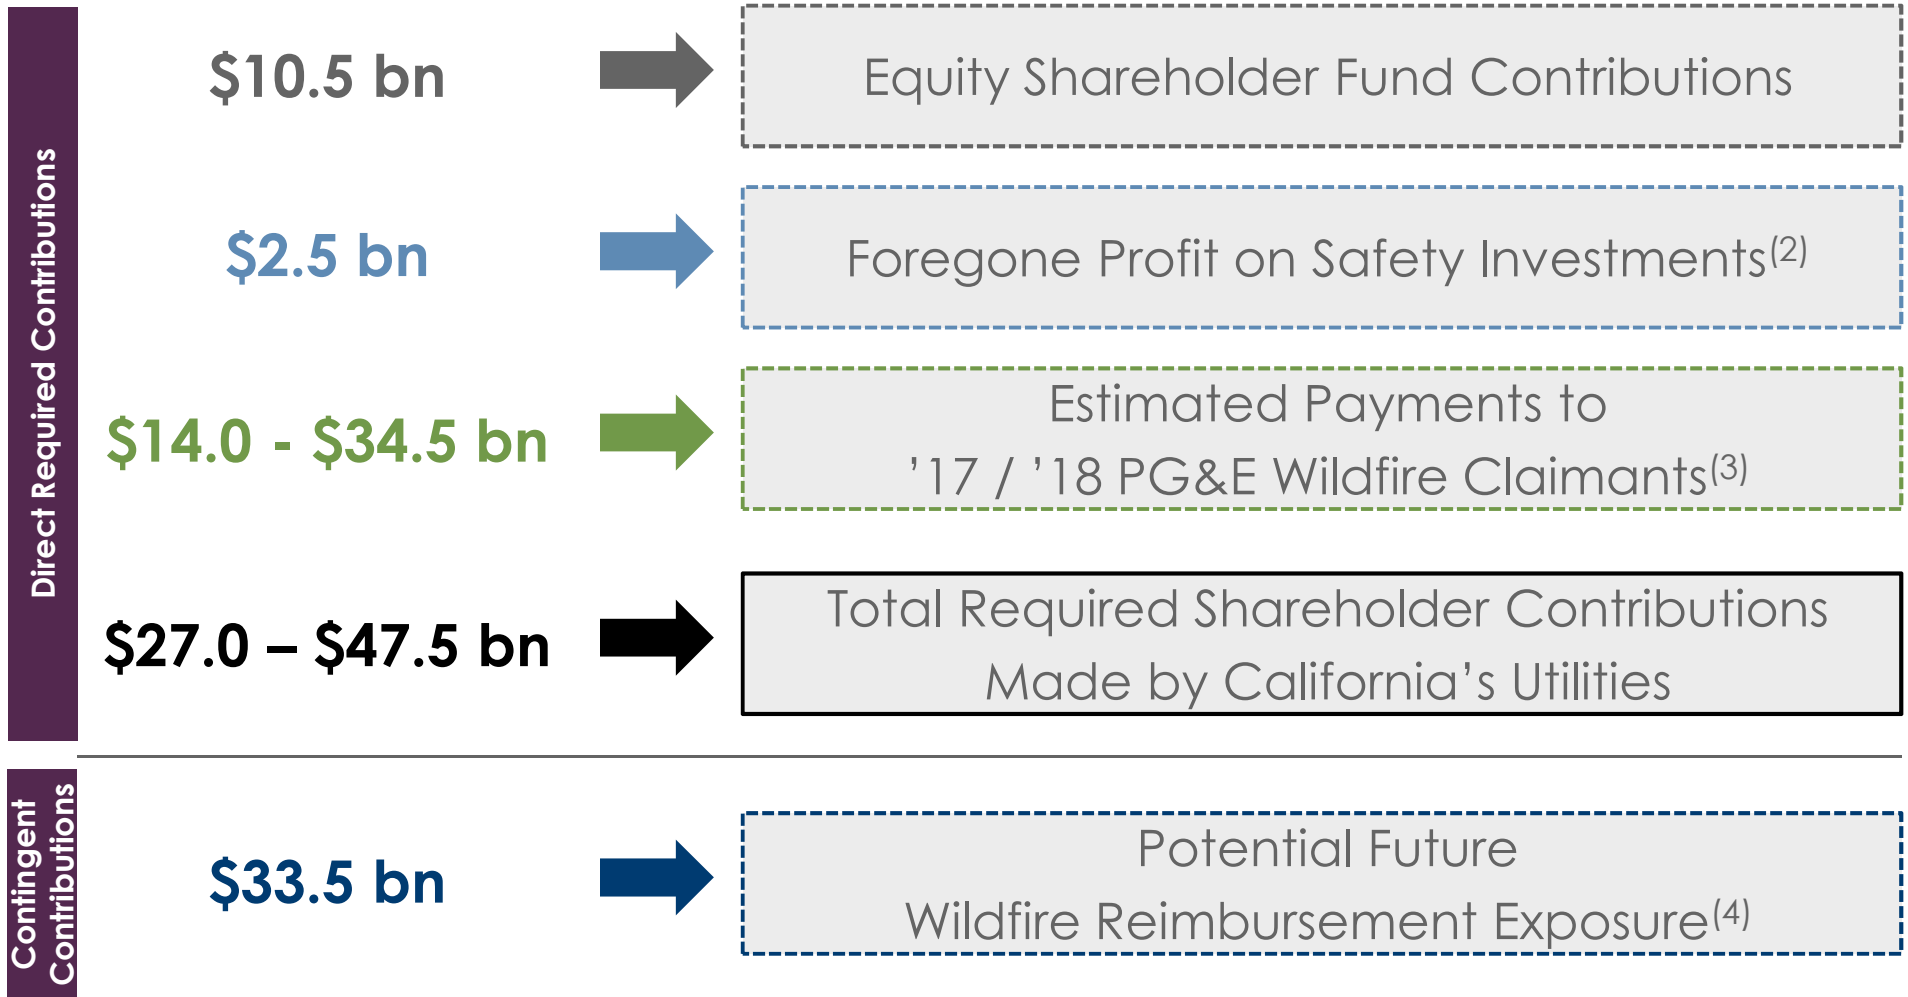 Direct Required Contributions
$10.5 bn
Equity Shareholder Fund Contributions
$2.5 bn
Foregone Profit on Safety Investments(2)
$14.0 - $34.5 bn
Estimated Payments to
’17 / ’18 PG&E Wildfire Claimants(3)
$27.0 – $47.5 bn
Total Required Shareholder Contributions
Made by California’s Utilities
Contingent
Contributions
$33.5 bn
Potential Future
Wildfire Reimbursement Exposure(4)